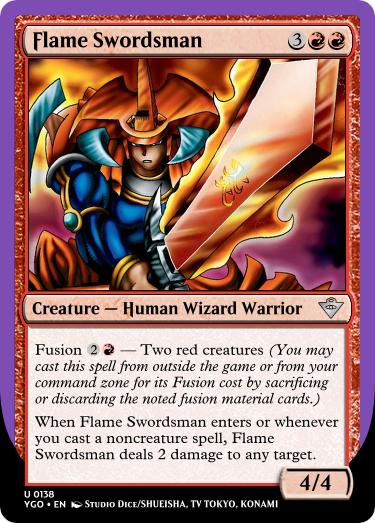 Flame Swordsman 3
Creature — Human Wizard Warrior
Fusion 2 — Two red creatures (You may
cast this spell from outside the game or from your
command zone for its Fusion cost by sacrificing
or discarding the noted fusion material cards.)
When Flame Swordsman enters or whenever
you cast a noncreature spell, Flame
Swordsman deals 2 damage to any target.
4/4
U 0138
YGO • EN Studio Dice/SHUEISHA, TV TOKYO, KONAMI